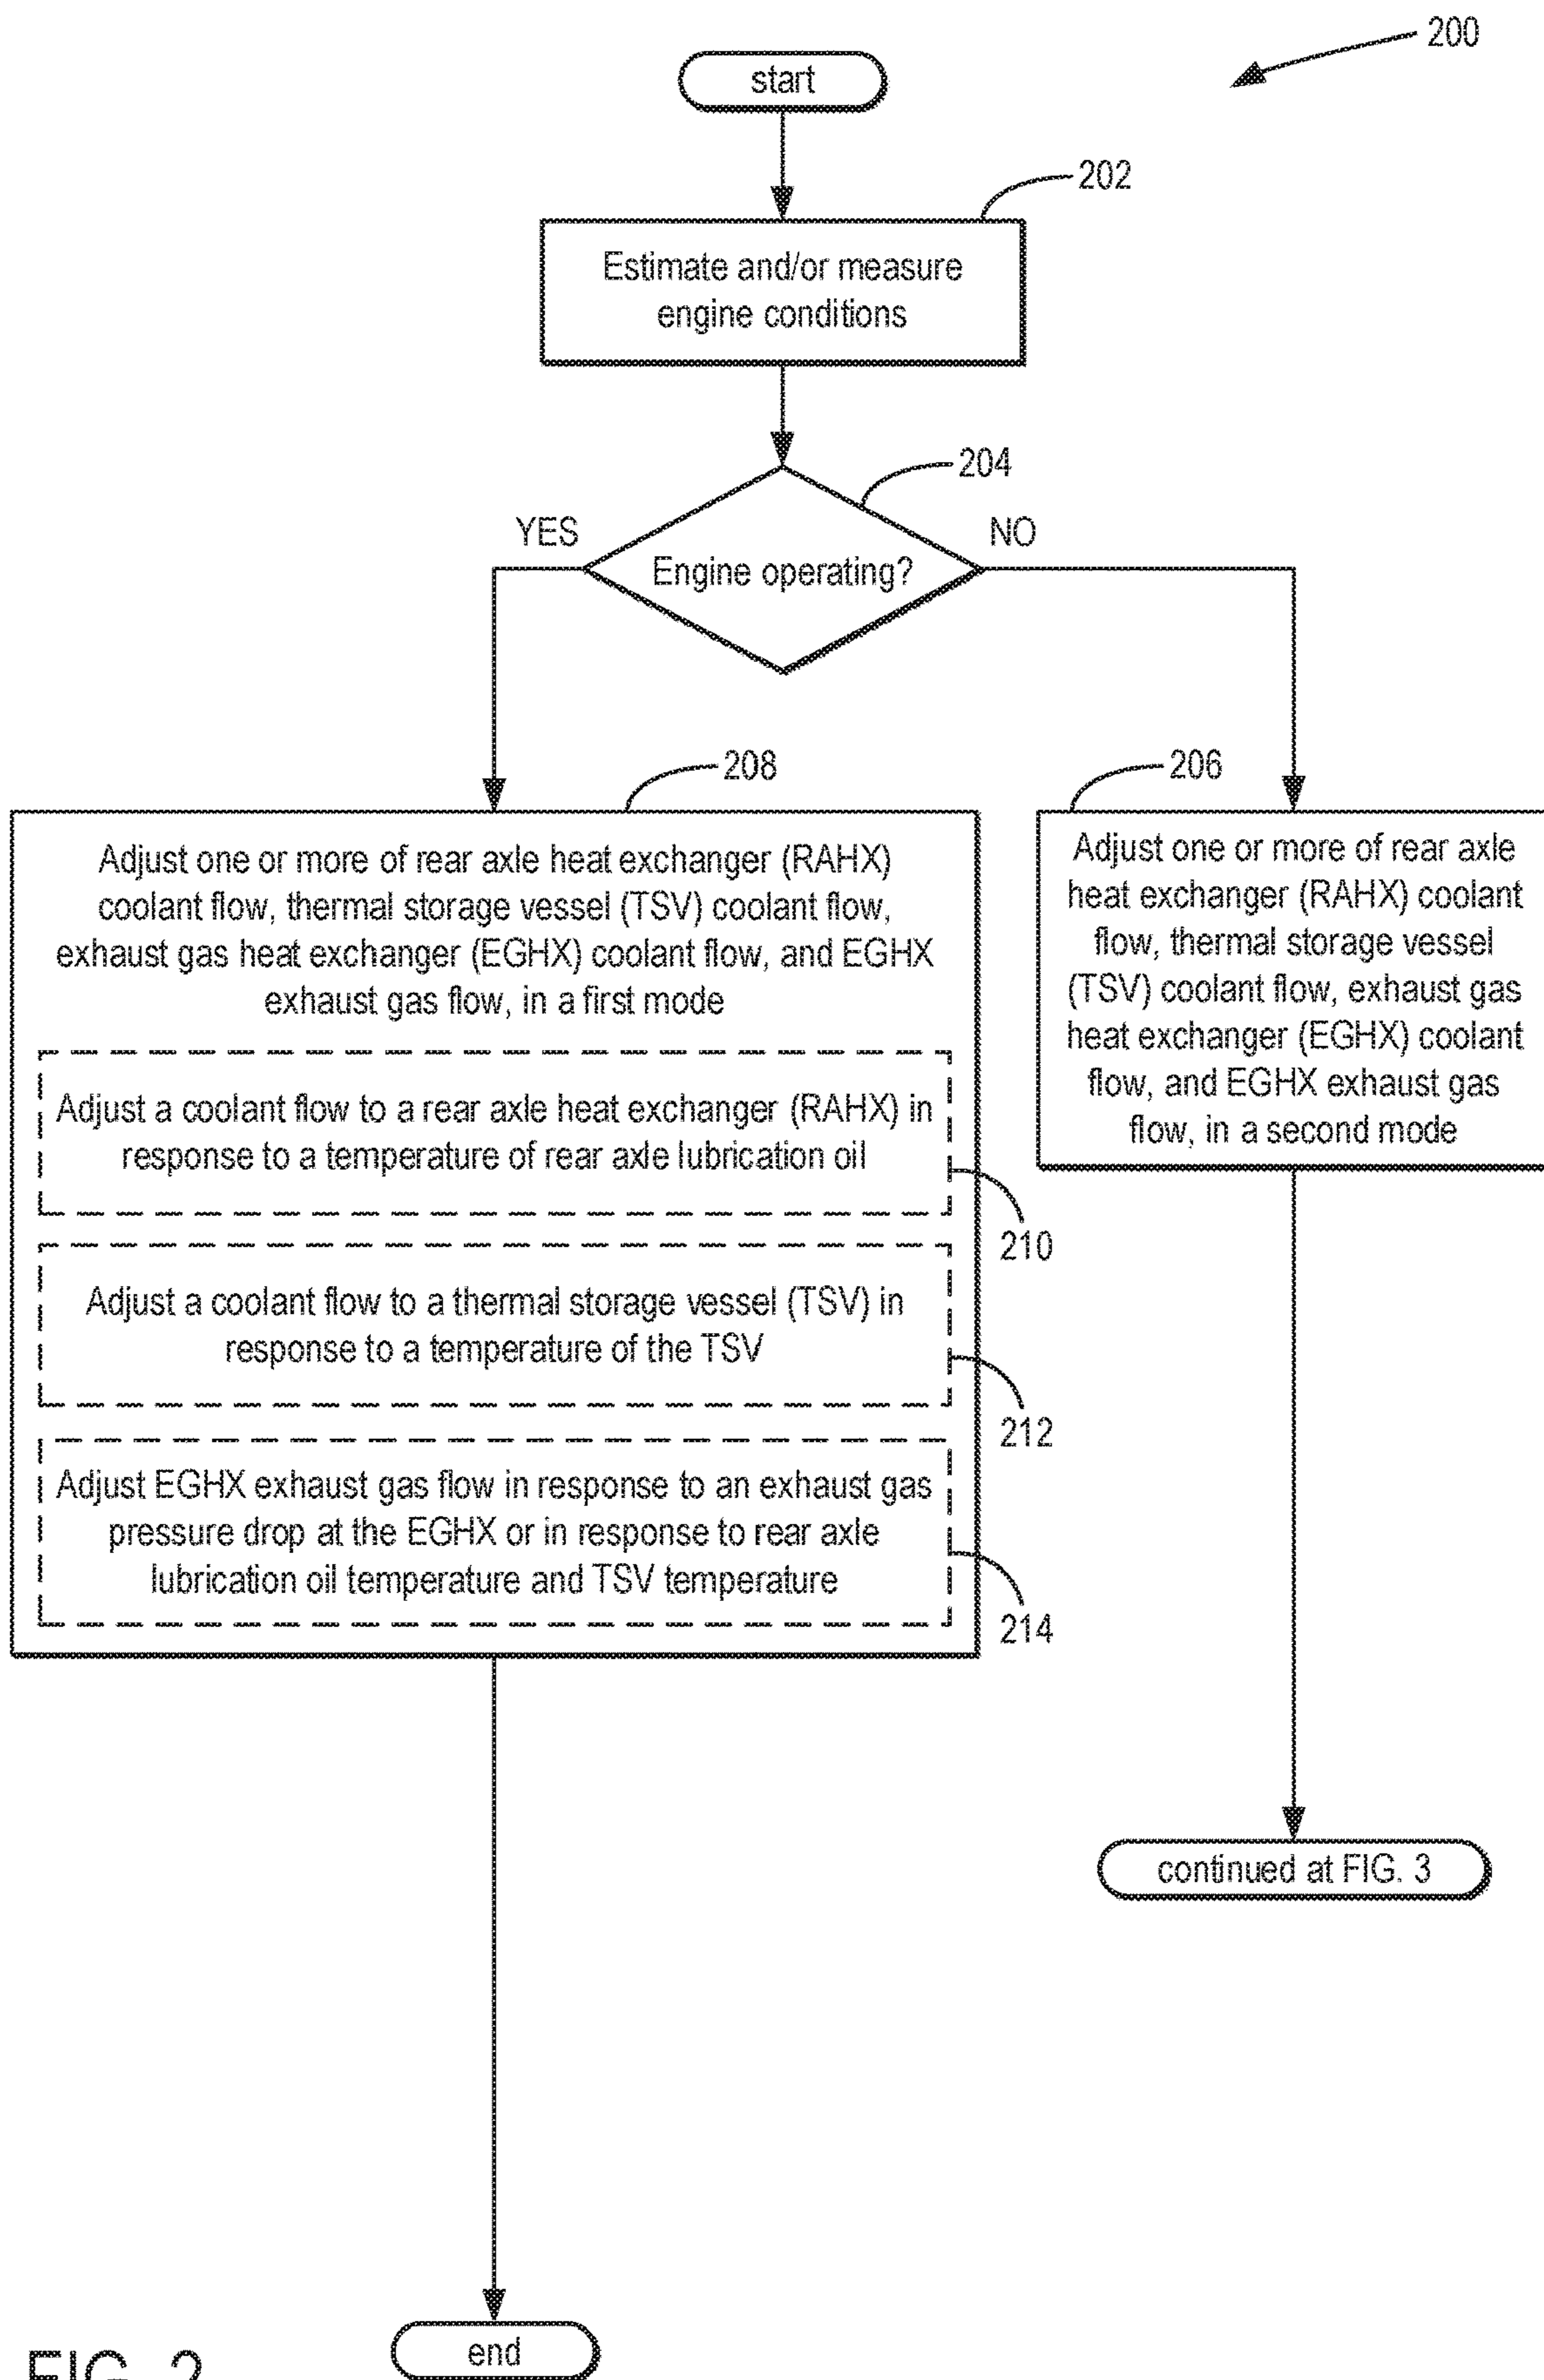 200
start
202
Estimate and/or measure
engine conditions
204
YES
NO
Engine operating?
208
206
Adjust one or more of rear axle heat exchanger (RAHX)
coolant flow, thermal storage vessel (TSV) coolant flow,
exhaust gas heat exchanger (EGHX) coolant flow, and EGHX
exhaust gas flow, in a first mode
Adjust a coolant flow to a rear axle heat exchanger (RAHX) in
response to a temperature of rear axle lubrication oil
210
Adjust a coolant flow to a thermal storage vessel (TSV) in
response to a temperature of the TSV
212
Adjust EGHX exhaust gas flow in response to an exhaust gas
pressure drop at the EGHX or in response to rear axle
lubrication oil temperature and TSV temperature
214
Adjust one or more of rear axle
heat exchanger (RAHX) coolant
flow, thermal storage vessel
(TSV) coolant flow, exhaust gas
heat exchanger (EGHX) coolant
flow, and EGHX exhaust gas
flow, in a second mode
continued at FIG. 3
end
FIG. 2